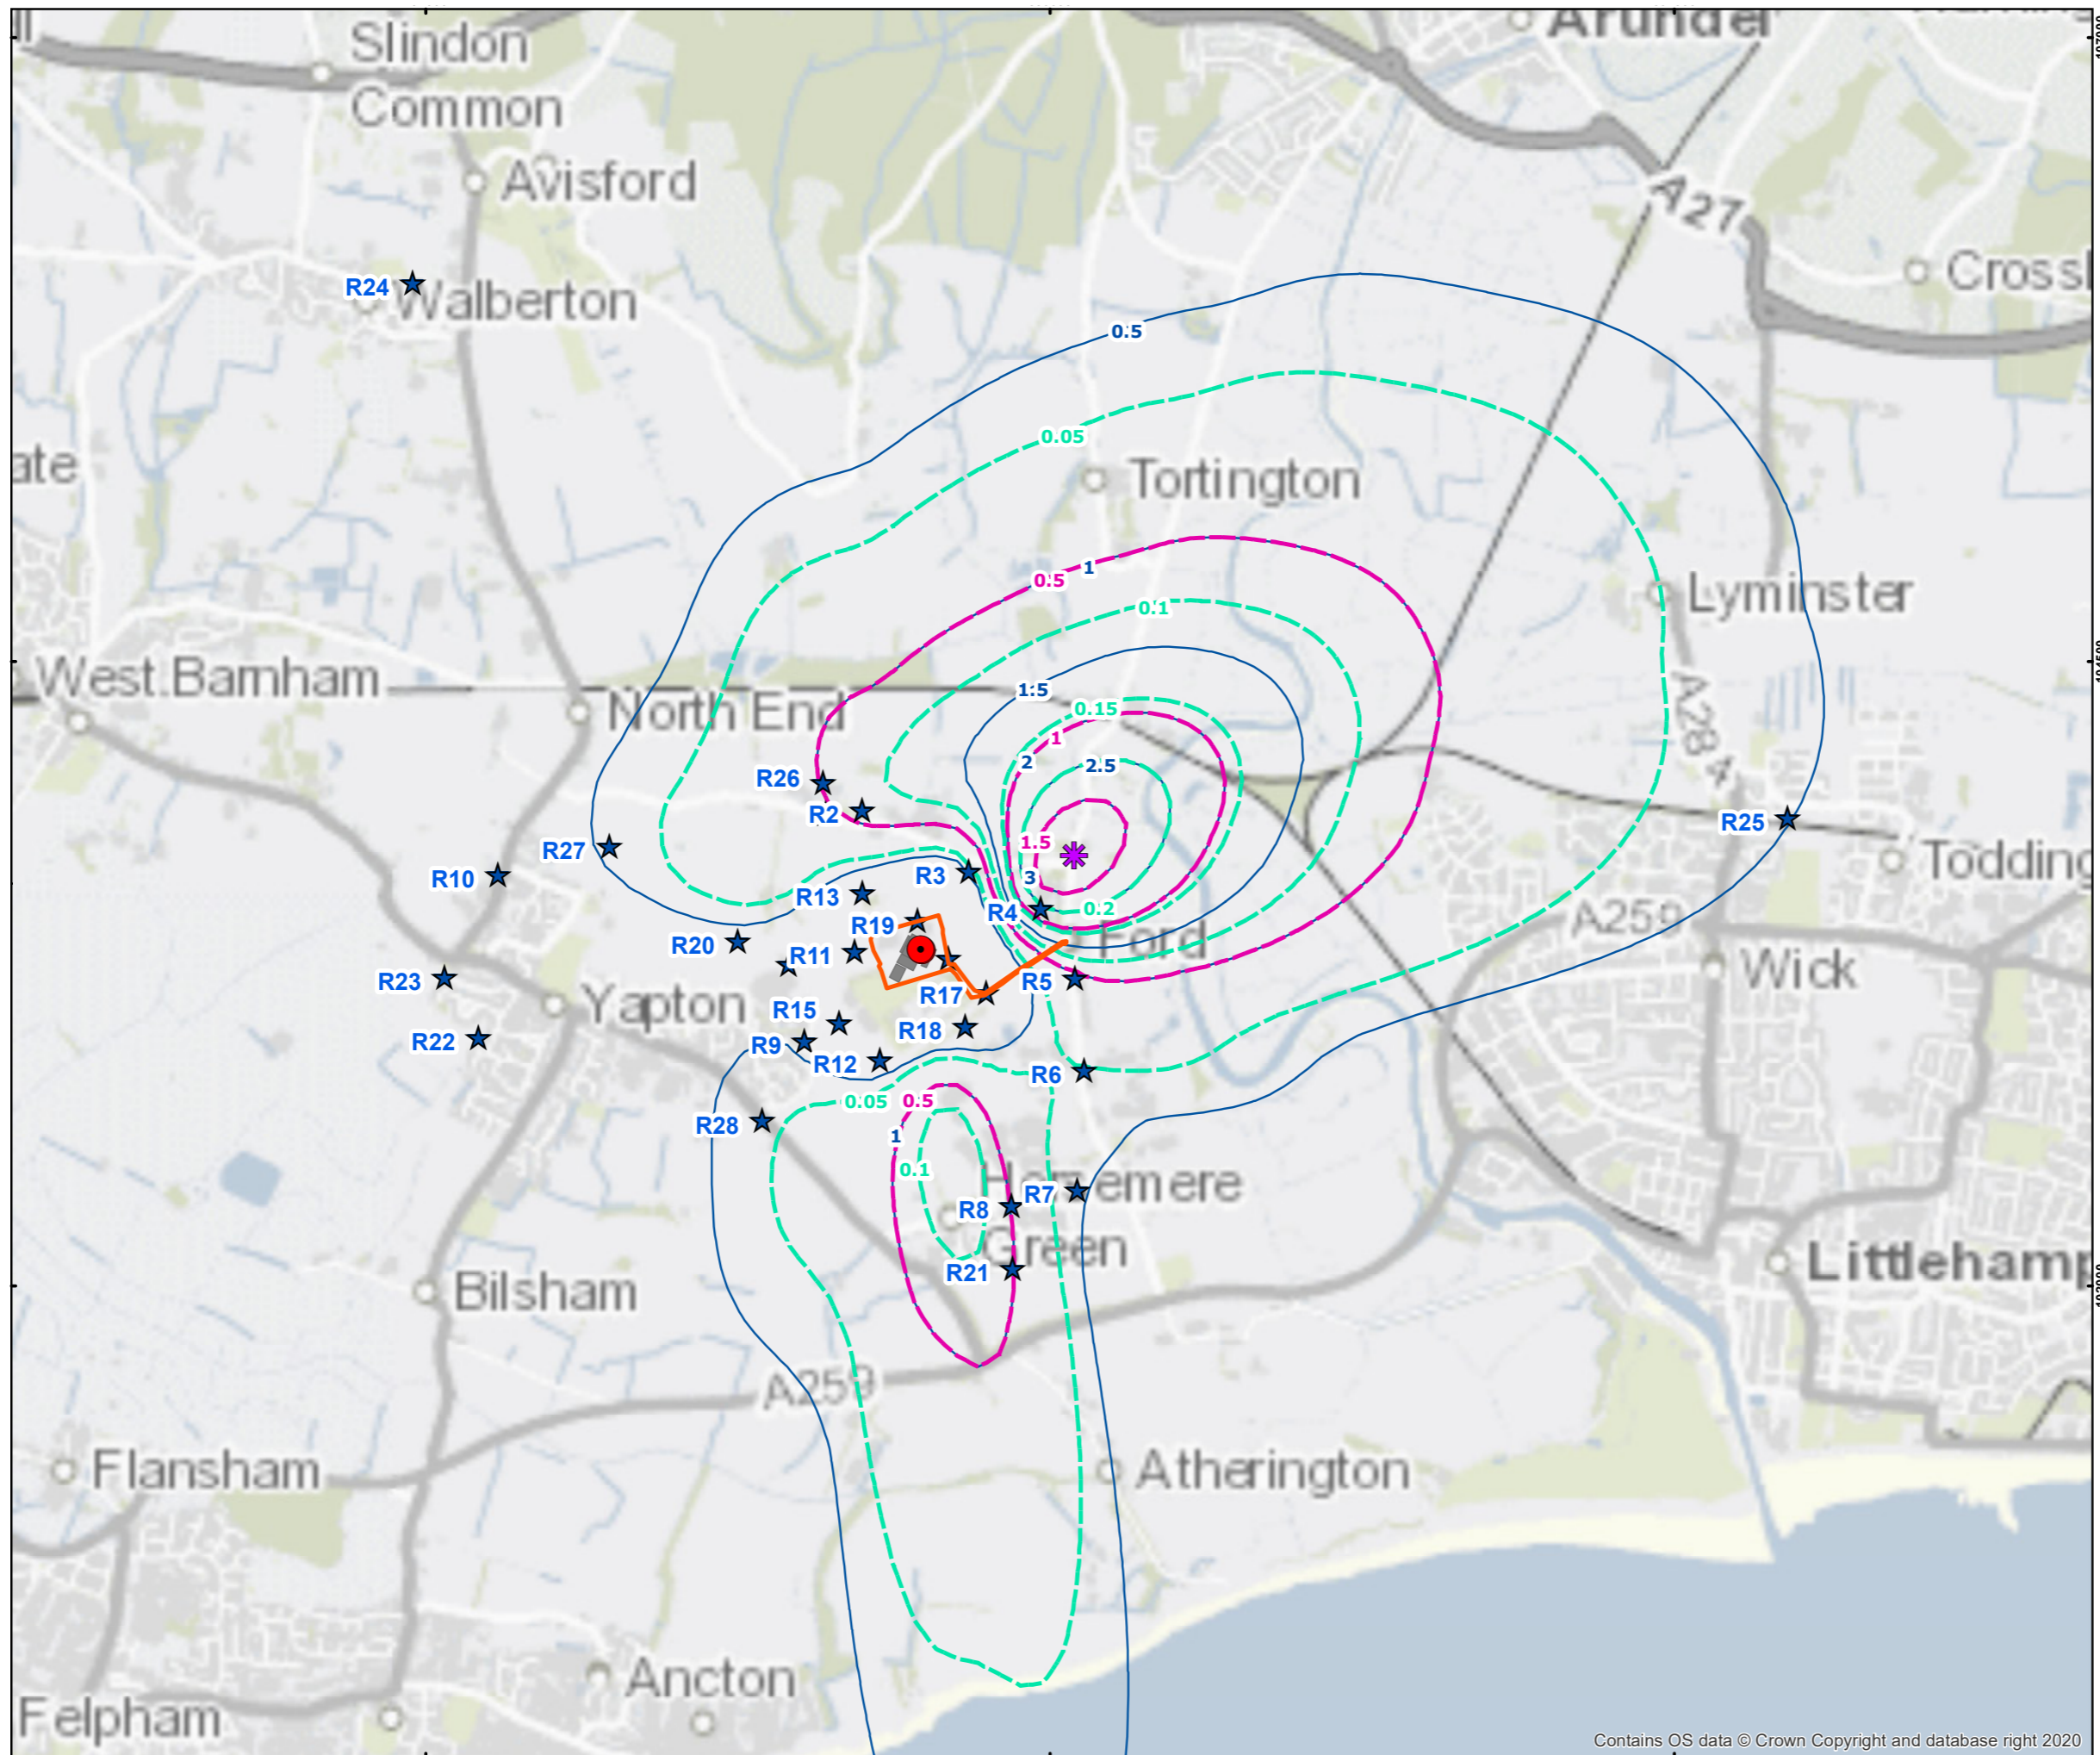 Slindon
Common
Arundel
Avisford
A27
R24
Walberton
0.5
0.05
Tortington
0.5
1
0.1
Lyminster
West Barnham
North End
1.5
0.15
A284
1
2
2.5
R26
R2
R25
R27
1.5
R3
3
R10
R13
R4
0.2
R19
A259
Ford
R20
R11
Wick
R23
R17
R5
Yapton
R15
R18
R22
R9
R12
R6
0.05
0.5
R28
1
0.1
R7
R8
Green
R21
Bilsham
A259
Flansham
Atherington
Ancton
Felpham
Contains OS data © Crown Copyright and database right 2020